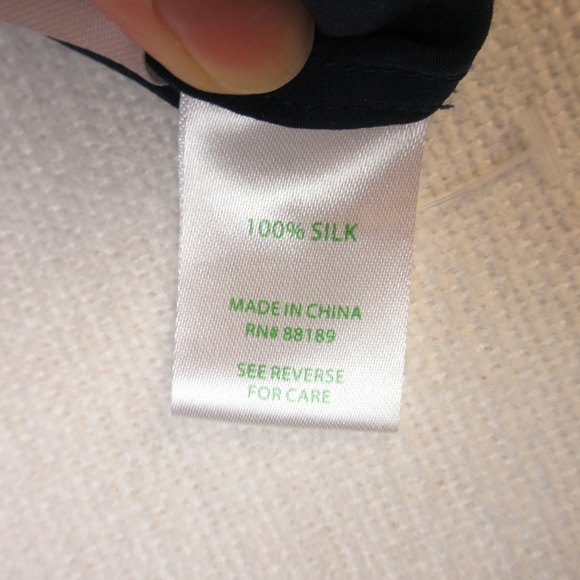 100% SILK
MADE IN CHINA
RN# 88189
SEE REVERSE
FOR CARE